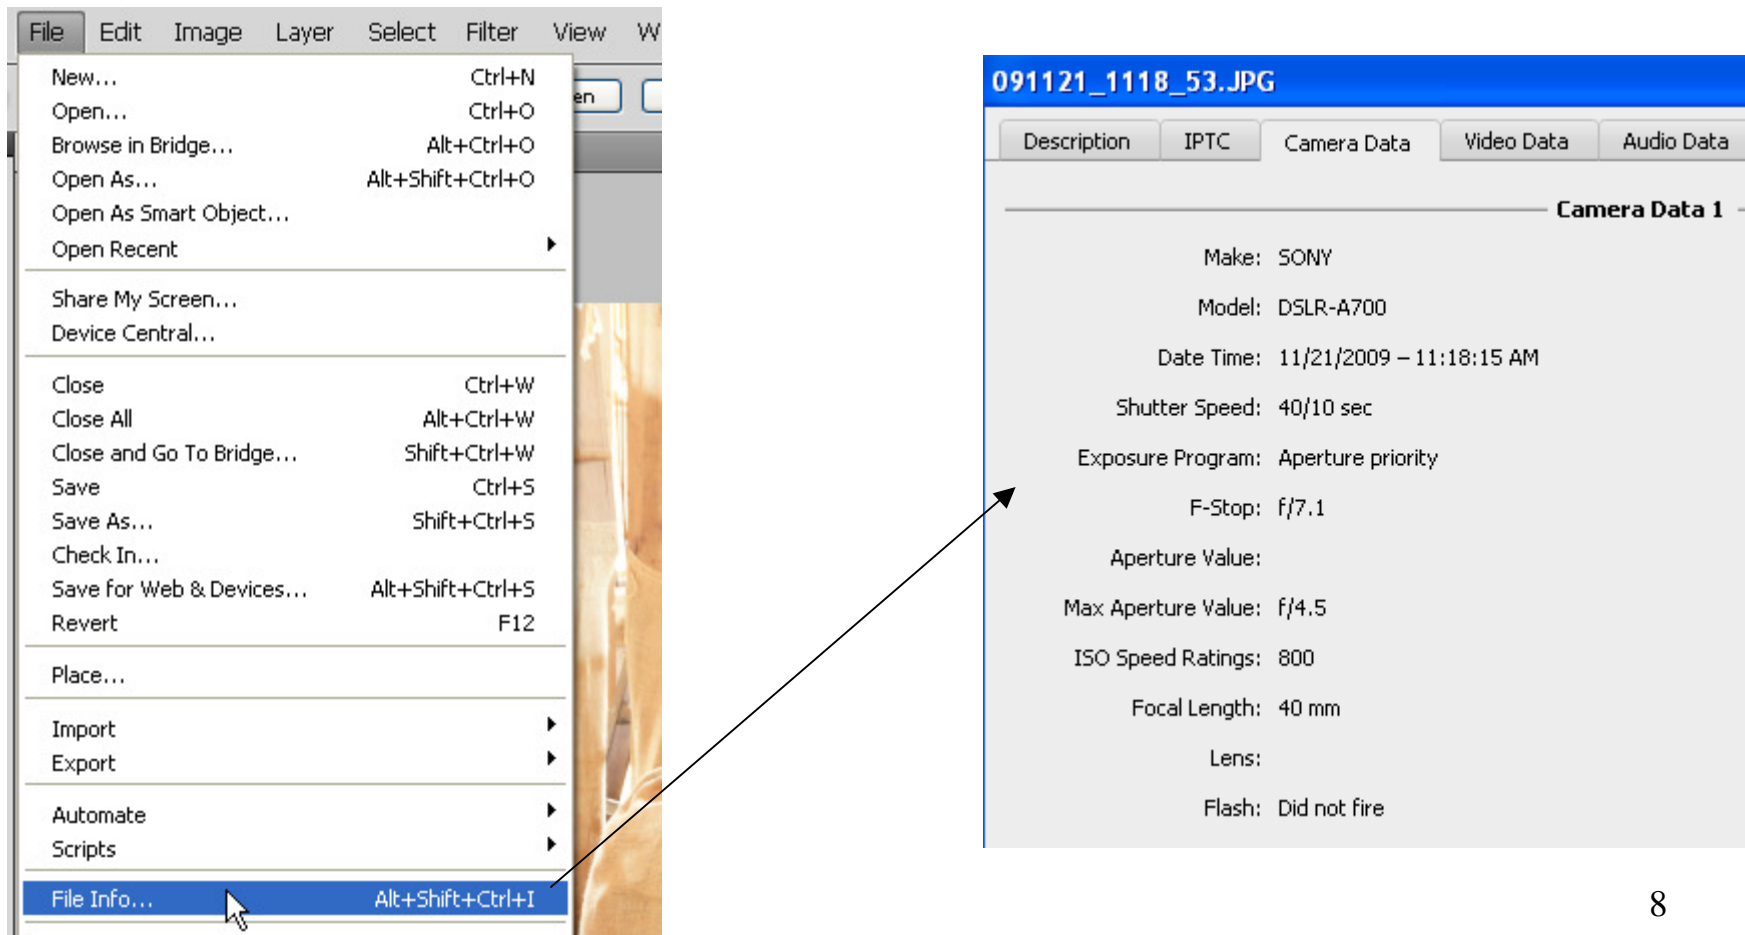 File Edit Image Layer Select Filter View W
New... Ctrl+N
en
Open... Ctrl+O
Browse in Bridge... Alt+Ctrl+O
Open As... Alt+Shift+Ctrl+O
Open As Smart Object...
Open Recent
Share My Screen...
Device Central...
Close Ctrl+W
Close All Alt+Ctrl+W
Close and Go To Bridge... Shift+Ctrl+W
Save Ctrl+S
Save As... Shift+Ctrl+S
Check In...
Save for Web & Devices... Alt+Shift+Ctrl+S
Revert F12
Place...
Import
Export
Automate
Scripts
File Info... Alt+Shift+Ctrl+I
091121_1118_53.JPG
Description IPTC Camera Data Video Data Audio Data
Camera Data 1
Make: SONY
Model: DSLR-A700
Date Time: 11/21/2009 – 11:18:15 AM
Shutter Speed: 40/10 sec
Exposure Program: Aperture priority
F-Stop: f/7.1
Aperture Value:
Max Aperture Value: f/4.5
ISO Speed Ratings: 800
Focal Length: 40 mm
Lens:
Flash: Did not fire
8